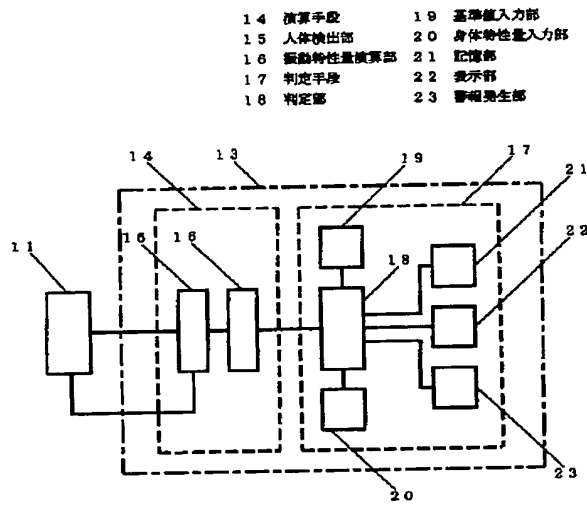 14 演算手段
15 人体検出部
16 振動特性量演算部
17 判定手段
18 判定部
19 基準値入力部
20 身体特性量入力部
21 記憶部
22 表示部
23 警報発生部
14
13
19
17
21
15
16
18
22
11
20
23